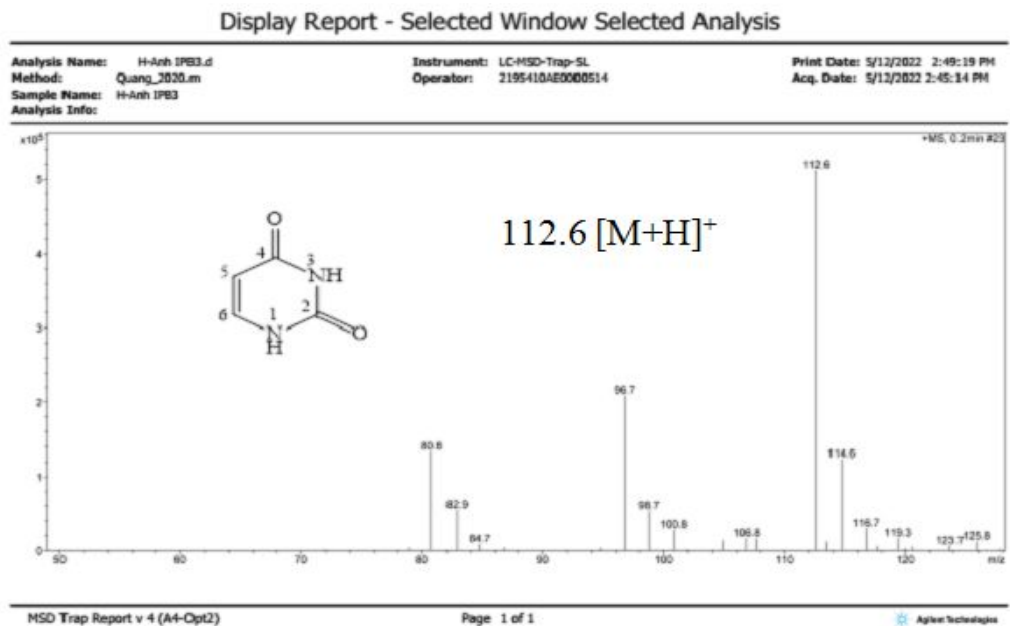 Display Report - Selected Window Selected Analysis
Analysis Name: H-Anh IPB3.d
Method: Quang_2020.m
Sample Name: H-Anh IPB3
Analysis Info:
Instrument: LC-MSD-Trap-SL
Operator: 2195410AE0000514
Print Date: 5/12/2022 2:49:19 PM
Acq. Date: 5/12/2022 2:45:14 PM
x10⁵
+MS, 0.2min #23
112.6
5
O
112.6 [M+H]⁺
4
4
3
5
NH
1
2
6
N
H
O
3
2
96.7
80.8
114.6
1
82.9
98.7
84.7
100.8
106.8
116.7
119.3
123.7
125.8
0
50 60 70 80 90 100 110 120 m/z
MSD Trap Report v 4 (A4-Opt2) Page 1 of 1 Agilent Technologies